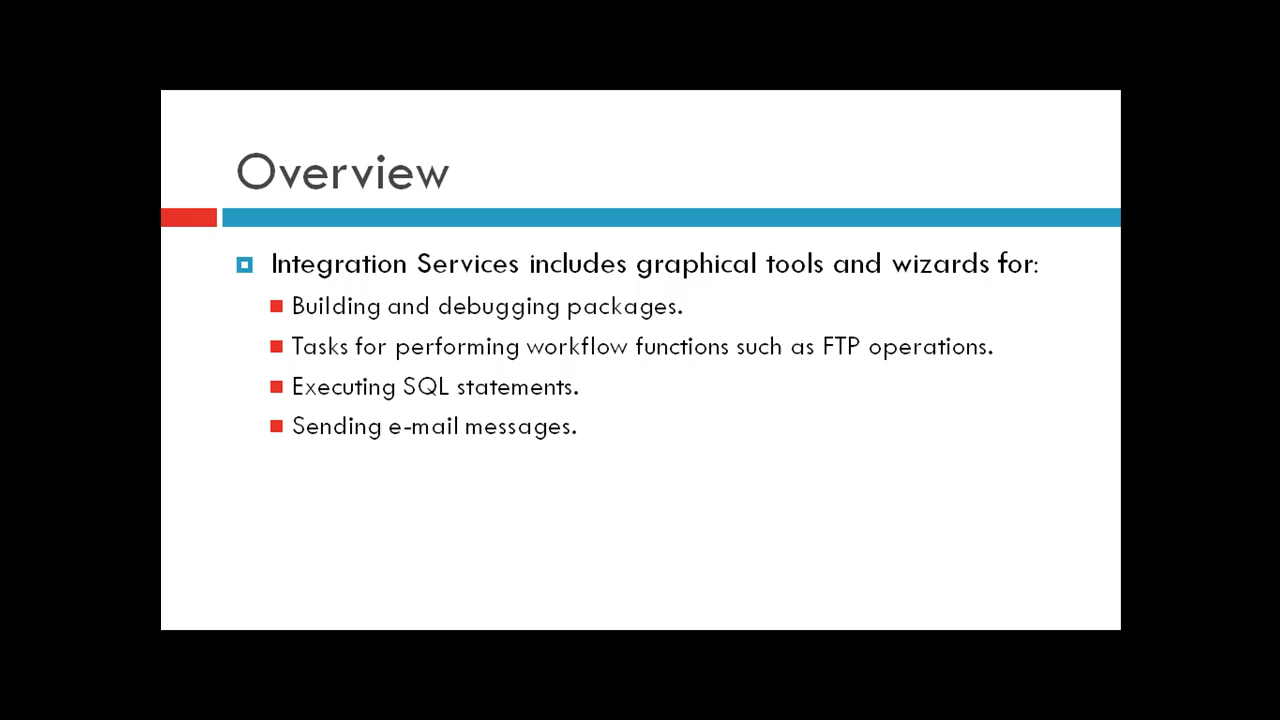 Overview
Integration Services includes graphical tools and wizards for:
Building and debugging packages.
Tasks for performing workflow functions such as FTP operations.
Executing SQL statements.
Sending e-mail messages.